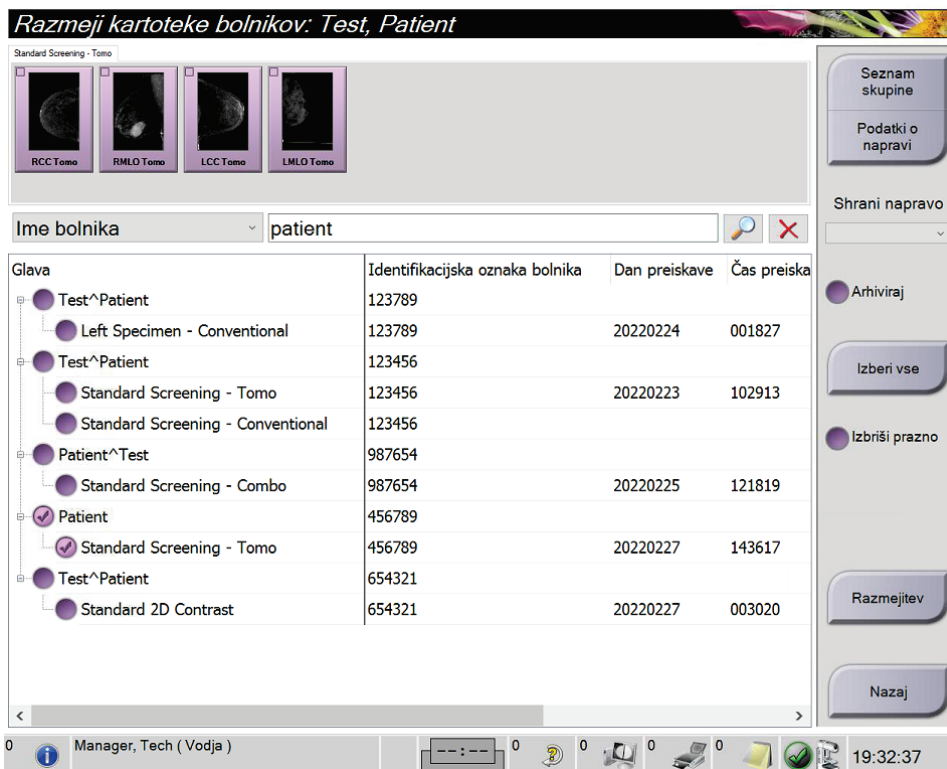 Razmeji kartoteke bolnikov: Test, Patient
Standard Screening - Tomo
RCC Tomo RMLO Tomo LCC Tomo LMLO Tomo
Seznam
skupine
Podatki o
napravi
Shrani napravo
Ime bolnika patient
Glava Identifikacijska oznaka bolnika Dan preiskave Čas preiska
Test^Patient 123789
Left Specimen - Conventional 123789 20220224 001827
Test^Patient 123456
Standard Screening - Tomo 123456 20220223 102913
Standard Screening - Conventional 123456
Patient^Test 987654
Standard Screening - Combo 987654 20220225 121819
Patient 456789
Standard Screening - Tomo 456789 20220227 143617
Test^Patient 654321
Standard 2D Contrast 654321 20220227 003020
Arhiviraj
Izberi vse
Izbriši prazno
Razmejitev
Nazaj
0 Manager, Tech ( Vodja ) --:-- 0 0 0 0 19:32:37